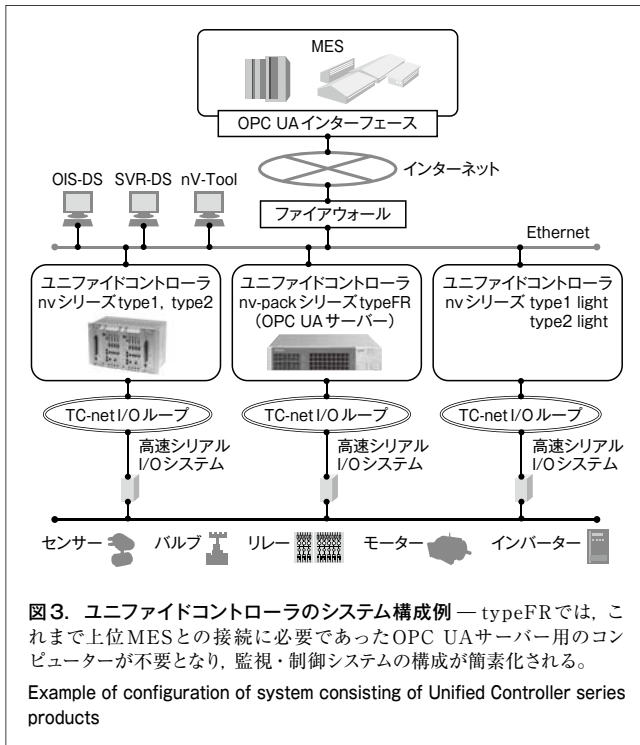 MES
OPC UAインターフェース
インターネット
OIS-DS SVR-DS nV-Tool
ファイアウォール
Ethernet
ユニファイドコントローラ
nvシリーズtype1, type2
ユニファイドコントローラ
nv-packシリーズtypeFR
(OPC UAサーバー)
ユニファイドコントローラ
nvシリーズ type1 light
type2 light
TC-net I/Oループ
TC-net I/Oループ
TC-net I/Oループ
高速シリアル
I/Oシステム
高速シリアル
I/Oシステム
高速シリアル
I/Oシステム
センサー バルブ リレー モーター インバーター
図3. ユニファイドコントローラのシステム構成例 — typeFRでは, こ
れまで上位MESとの接続に必要であったOPC UAサーバー用のコン
ピューターが不要となり, 監視・制御システムの構成が簡素化される。
Example of configuration of system consisting of Unified Controller series
products